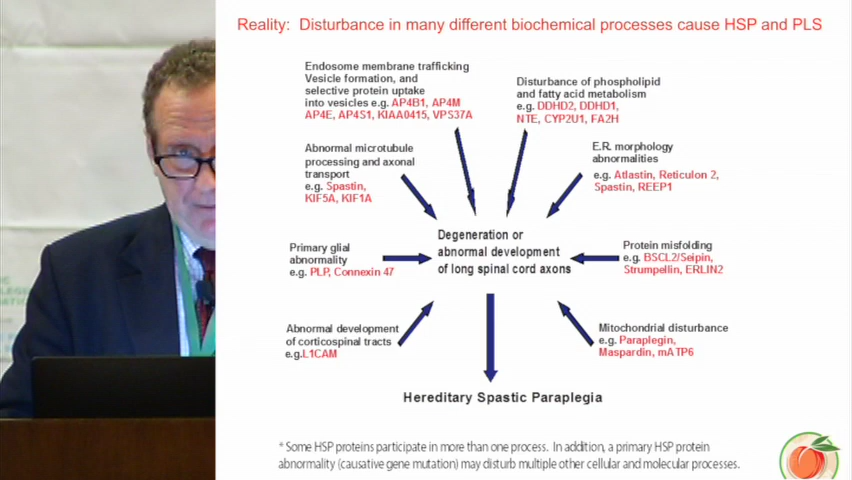 Reality: Disturbance in many different biochemical processes cause HSP and PLS
Endosome membrane trafficking
Vesicle formation, and
selective protein uptake
into vesicles e.g. AP4B1, AP4M
AP4E, AP4S1, KIAA0415, VPS37A
Disturbance of phospholipid
and fatty acid metabolism
e.g. DDHD2, DDHD1,
NTE, CYP2U1, FA2H
Abnormal microtubule
processing and axonal
transport
e.g. Spastin,
KIF5A, KIF1A
E.R. morphology
abnormalities
e.g. Atlastin, Reticulon 2,
Spastin, REEP1
Degeneration or
abnormal development
of long spinal cord axons
Primary glial
abnormality
e.g. PLP, Connexin 47
Protein misfolding
e.g. BSCL2/Seipin,
Strumpellin, ERLIN2
Abnormal development
of corticospinal tracts
e.g.L1CAM
Mitochondrial disturbance
e.g. Paraplegin,
Maspardin, mATP6
Hereditary Spastic Paraplegia
* Some HSP proteins participate in more than one process. In addition, a primary HSP protein
abnormality (causative gene mutation) may disturb multiple other cellular and molecular processes.